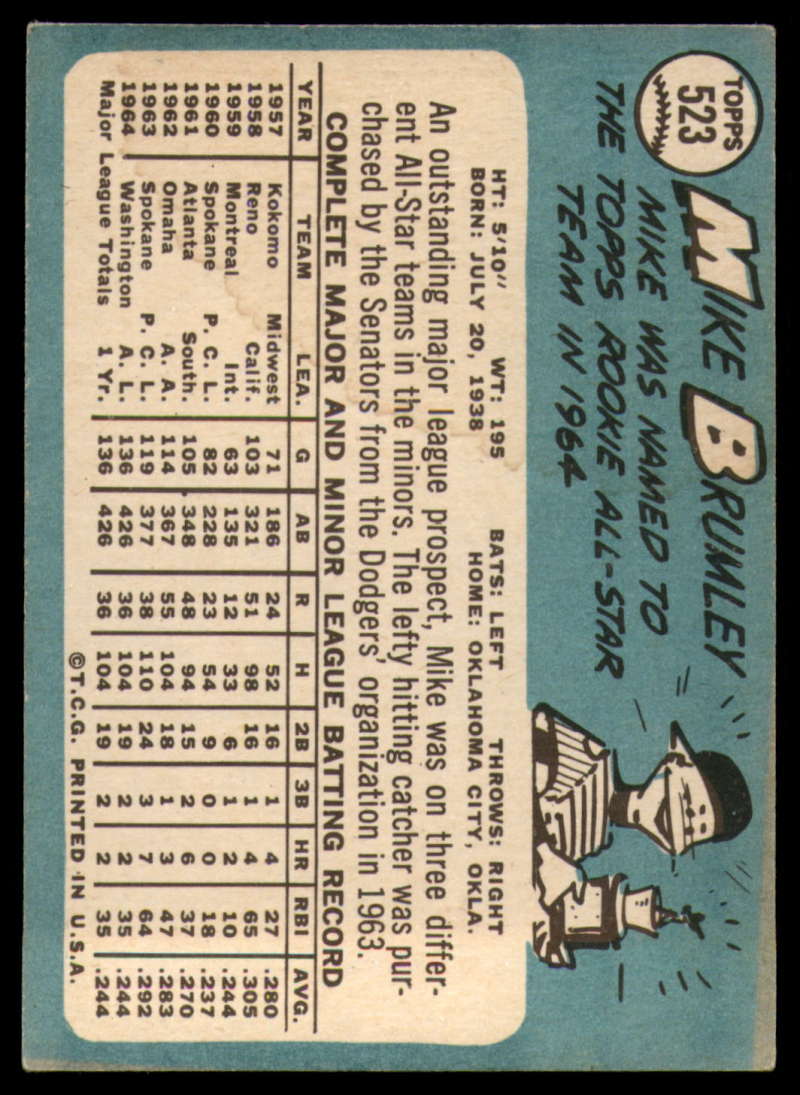 TOPPS
523
MIKE BRUMLEY
MIKE WAS NAMED TO
THE TOPPS ROOKIE ALL-STAR
TEAM IN 1964
HT: 5'10" WT: 195 BATS: LEFT THROWS: RIGHT
BORN: JULY 20, 1938 HOME: OKLAHOMA CITY, OKLA.
An outstanding major league prospect, Mike was on three differ-
ent All-Star teams in the minors. The lefty hitting catcher was pur-
chased by the Senators from the Dodgers' organization in 1963.
COMPLETE MAJOR AND MINOR LEAGUE BATTING RECORD
YEAR TEAM LEA. G AB R H 2B 3B HR RBI AVG.
1957 Kokomo Midwest 71 186 24 52 16 1 4 27 .280
1958 Reno Calif. 103 321 51 98 16 1 4 65 .305
1959 Montreal Int. 63 135 12 33 6 1 2 10 .244
1960 Spokane P. C. L. 82 228 23 54 9 0 0 18 .237
1961 Atlanta South. 105 348 48 94 15 2 6 37 .270
1962 Omaha A. A. 114 367 55 104 18 1 3 47 .283
1963 Spokane P. C. L. 119 377 38 110 24 3 7 64 .292
1964 Washington A. L. 136 426 36 104 19 2 2 35 .244
Major League Totals 1 Yr. 136 426 36 104 19 2 2 35 .244
©T.C.G. PRINTED IN U.S.A.